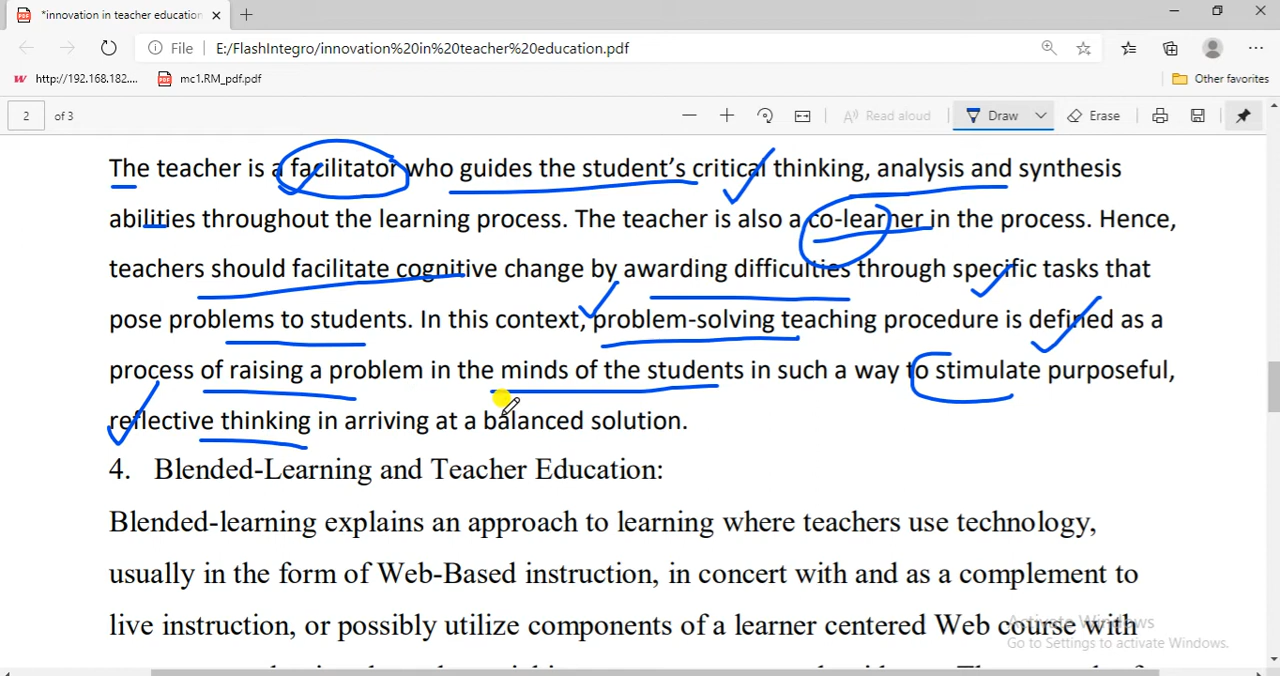 *innovation in teacher education
E:/FlashIntegro/innovation%20in%20teacher%20education.pdf
File
http://192.168.182.... mc1.RM_pdf.pdf Other favorites
2 of 3 Read aloud Draw Erase
The teacher is a facilitator who guides the student's critical thinking, analysis and synthesis
abilities throughout the learning process. The teacher is also a co-learner in the process. Hence,
teachers should facilitate cognitive change by awarding difficulties through specific tasks that
pose problems to students. In this context, problem-solving teaching procedure is defined as a
process of raising a problem in the minds of the students in such a way to stimulate purposeful,
reflective thinking in arriving at a balanced solution.
4. Blended-Learning and Teacher Education:
Blended-learning explains an approach to learning where teachers use technology,
usually in the form of Web-Based instruction, in concert with and as a complement to
live instruction, or possibly utilize components of a learner centered Web course with
Activate Windows
Go to Settings to activate Windows.